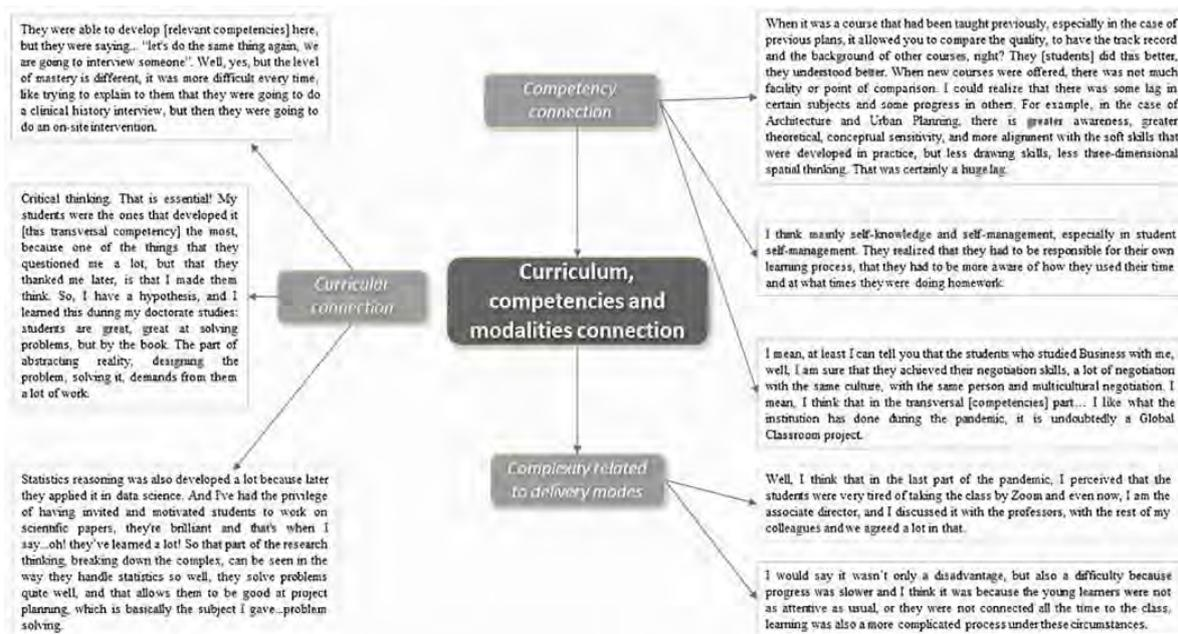 They were able to develop [relevant competencies] here,
but they were saying... "let's do the same thing again, we
are going to interview someone". Well, yes, but the level
of mastery is different, it was more difficult every time,
like trying to explain to them that they were going to do
a clinical history interview, but then they were going to
do an on-site intervention.
Critical thinking. That is essential! My
students were the ones that developed it
[this transversal competency] the most,
because one of the things that they
questioned me a lot, but that they
thanked me later, is that I made them
think. So, I have a hypothesis, and I
learned this during my doctorate studies:
students are great, great at solving
problems, but by the book. The part of
abstracting reality, designing the
problem, solving it, demands from them
a lot of work.
Statistics reasoning was also developed a lot because later
they applied it in data science. And I've had the privilege
of having invited and motivated students to work on
scientific papers, they're brilliant and that's when I
say...oh! they've learned a lot! So that part of the research
thinking, breaking down the complex, can be seen in the
way they handle statistics so well, they solve problems
quite well, and that allows them to be good at project
planning, which is basically the subject I gave...problem
solving.
Curricular
connection
Competency
connection
Curriculum,
competencies and
modalities connection
Complexity related
to delivery modes
When it was a course that had been taught previously, especially in the case of
previous plans, it allowed you to compare the quality, to have the track record
and the background of other courses, right? They [students] did this better,
they understood better. When new courses were offered, there was not much
facility or point of comparison. I could realize that there was some lag in
certain subjects and some progress in others. For example, in the case of
Architecture and Urban Planning, there is greater awareness, greater
theoretical, conceptual sensitivity, and more alignment with the soft skills that
were developed in practice, but less drawing skills, less three-dimensional
spatial thinking. That was certainly a huge lag.
I think mainly self-knowledge and self-management, especially in student
self-management. They realized that they had to be responsible for their own
learning process, that they had to be more aware of how they used their time
and at what times they were doing homework.
I mean, at least I can tell you that the students who studied Business with me,
well, I am sure that they achieved their negotiation skills, a lot of negotiation
with the same culture, with the same person and multicultural negotiation. I
mean, I think that in the transversal [competencies] part... I like what the
institution has done during the pandemic, it is undoubtedly a Global
Classroom project.
Well, I think that in the last part of the pandemic, I perceived that the
students were very tired of taking the class by Zoom and even now, I am the
associate director, and I discussed it with the professors, with the rest of my
colleagues and we agreed a lot in that.
I would say it wasn't only a disadvantage, but also a difficulty because
progress was slower and I think it was because the young learners were not
as attentive as usual, or they were not connected all the time to the class,
learning was also a more complicated process under these circumstances.